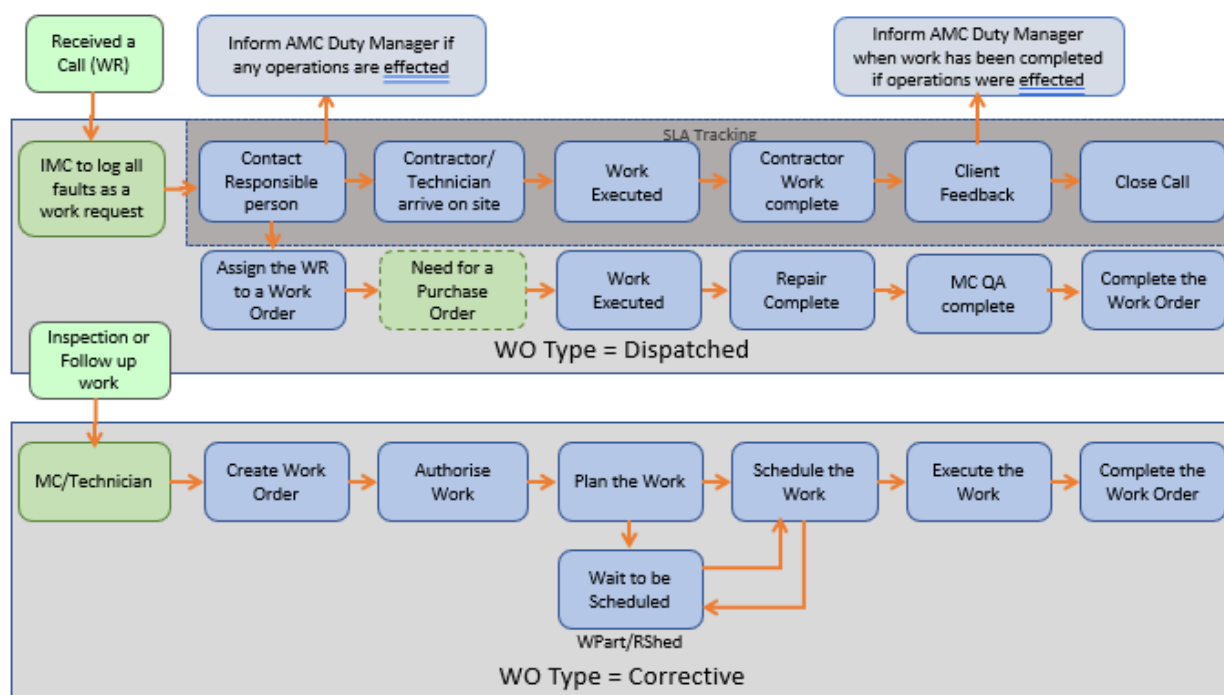 Received a
Call (WR)
Inform AMC Duty Manager if
any operations are effected
Inform AMC Duty Manager
when work has been completed
if operations were effected
SLA Tracking
IMC to log all
faults as a
work request
Contact
Responsible
person
Contractor/
Technician
arrive on site
Work
Executed
Contractor
Work
complete
Client
Feedback
Close Call
Assign the WR
to a Work
Order
Need for a
Purchase
Order
Work
Executed
Repair
Complete
MC QA
complete
Complete the
Work Order
WO Type = Dispatched
Inspection or
Follow up
work
MC/Technician
Create Work
Order
Authorise
Work
Plan the Work
Schedule the
Work
Execute the
Work
Complete the
Work Order
Wait to be
Scheduled
WPart/RShed
WO Type = Corrective